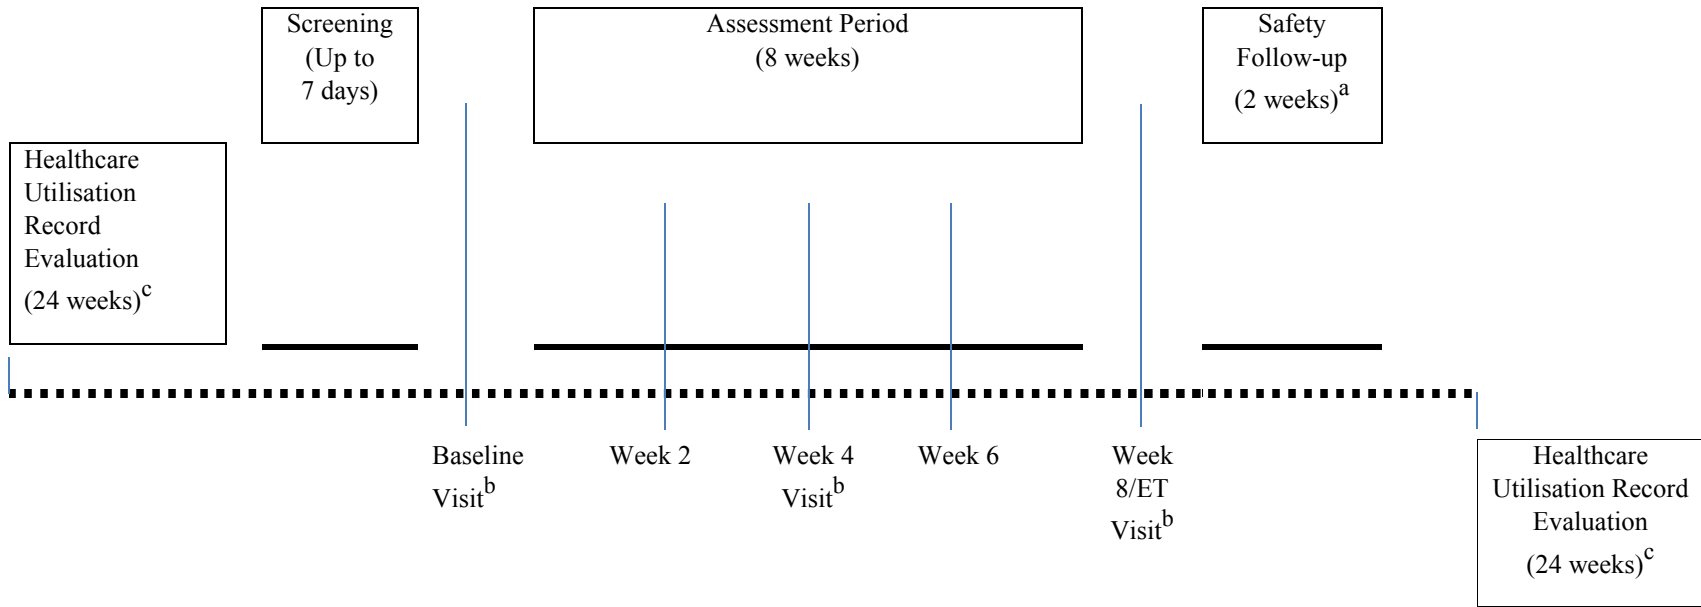 Screening
(Up to
7 days)
Assessment Period
(8 weeks)
Safety
Follow-up
(2 weeks)a
Healthcare
Utilisation
Record
Evaluation
(24 weeks)c
Baseline
Visitb
Week 2
Week 4
Visitb
Week 6
Week
8/ET
Visitb
Healthcare
Utilisation Record
Evaluation
(24 weeks)c